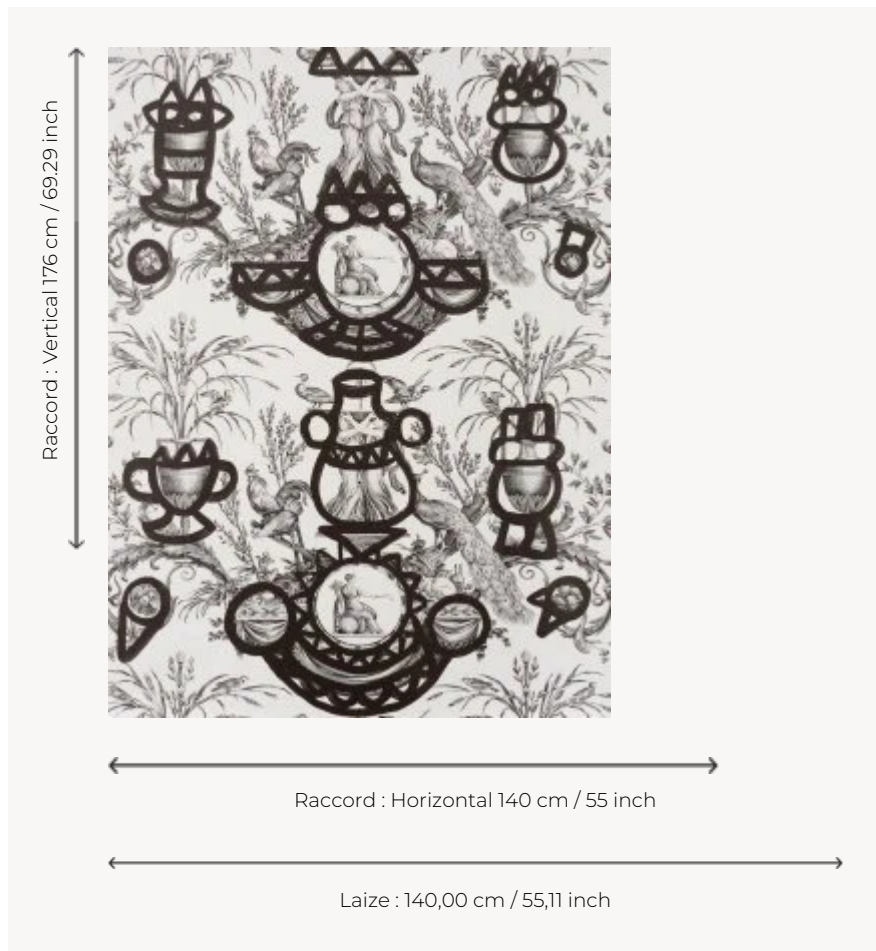 Raccord : Vertical 176 cm / 69.29 inch
Raccord : Horizontal 140 cm / 55 inch
Laize : 140,00 cm / 55,11 inch